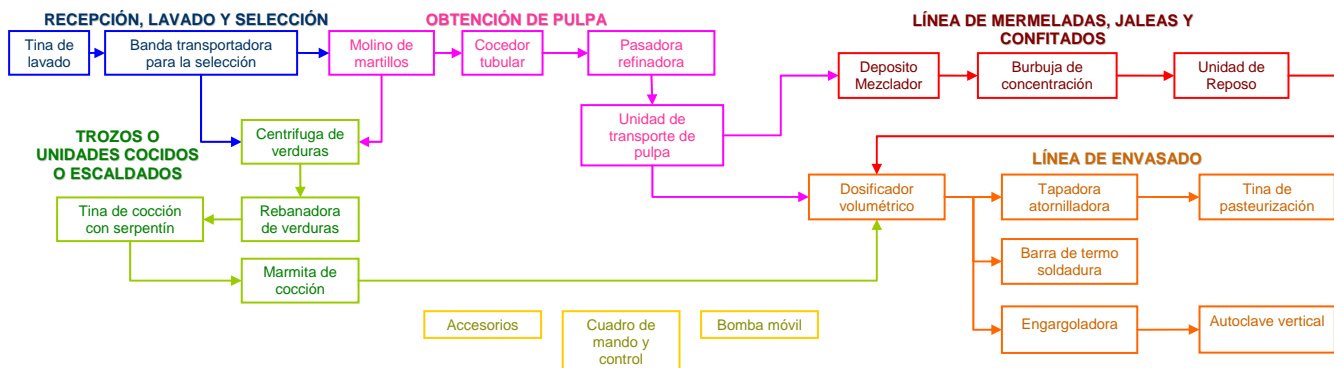 RECEPCIÓN, LAVADO Y SELECCIÓN
Tina de
lavado
Banda transportadora
para la selección
OBTENCIÓN DE PULPA
Molino de
martillos
Cocedor
tubular
Pasadora
refinadora
Unidad de
transporte de
pulpa
LÍNEA DE MERMELADAS, JALEAS Y
CONFITADOS
Deposito
Mezclador
Burbuja de
concentración
Unidad de
Reposo
TROZOS O
UNIDADES COCIDOS
O ESCALDADOS
Centrifuga de
verduras
Tina de cocción
con serpentín
Rebanadora
de verduras
Marmita de
cocción
LÍNEA DE ENVASADO
Dosificador
volumétrico
Tapadora
atornilladora
Tina de
pasteurización
Barra de termo
soldadura
Engargoladora
Autoclave vertical
Accesorios
Cuadro de
mando y
control
Bomba móvil